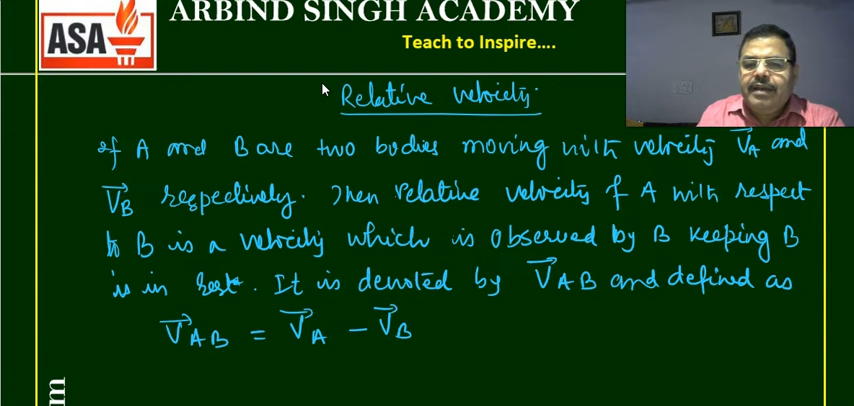 ARBIND SINGH ACADEMY
ASA
Teach to Inspire....
Relative velocity.
If A and B are two bodies moving with velocity V⃗A and
V⃗B respectively. Then relative velocity of A with respect
to B is a velocity which is observed by B keeping B
is in rest. It is denoted by V⃗AB and defined as
V⃗AB = V⃗A - V⃗B
m